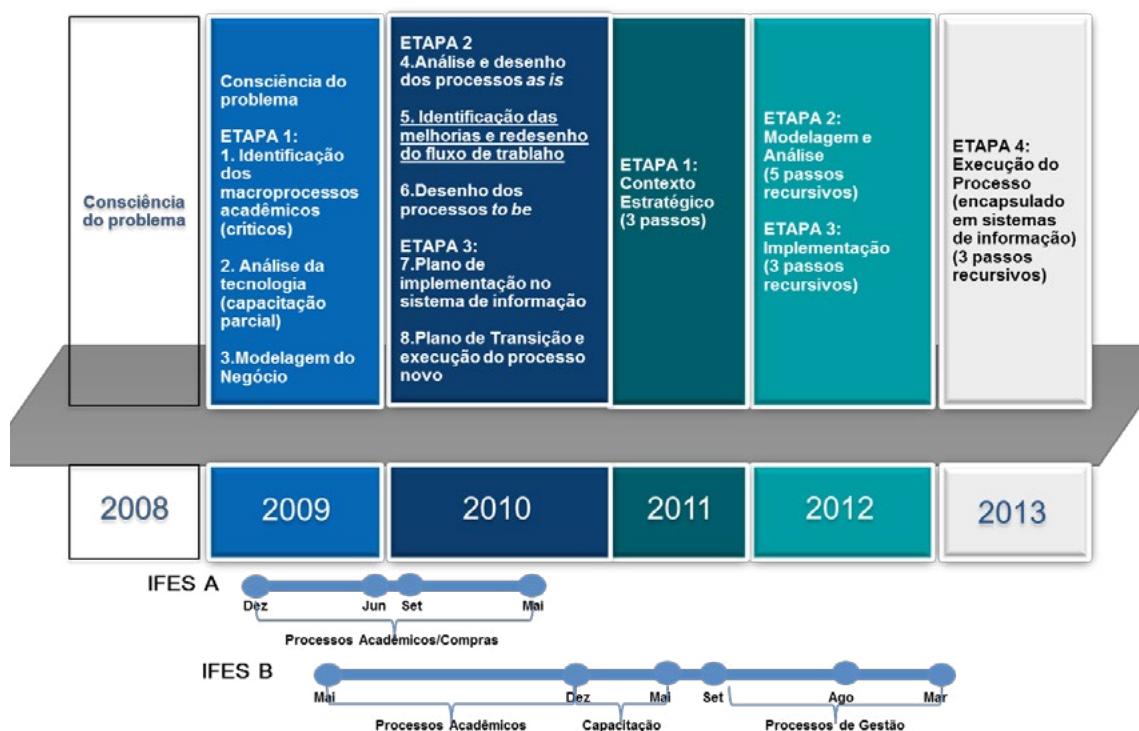 Consciência
do problema
Consciência do
problema
ETAPA 1:
1. Identificação
dos
macroprocessos
acadêmicos
(críticos)
2. Análise da
tecnologia
(capacitação
parcial)
3.Modelagem do
Negócio
ETAPA 2
4.Análise e desenho
dos processos as is
5. Identificação das
melhorias e redesenho
do fluxo de trablaho
6.Desenho dos
processos to be
ETAPA 3:
7.Plano de
implementação no
sistema de informação
8.Plano de Transição e
execução do processo
novo
ETAPA 1:
Contexto
Estratégico
(3 passos)
ETAPA 2:
Modelagem e
Análise
(5 passos
recursivos)
ETAPA 3:
Implementação
(3 passos
recursivos)
ETAPA 4:
Execução do
Processo
(encapsulado
em sistemas
de informação)
(3 passos
recursivos)
2008
2009
2010
2011
2012
2013
IFES A
Dez Jun Set Mai
Processos Acadêmicos/Compras
IFES B
Mai Dez Mai Set Ago Mar
Processos Acadêmicos Capacitação Processos de Gestão